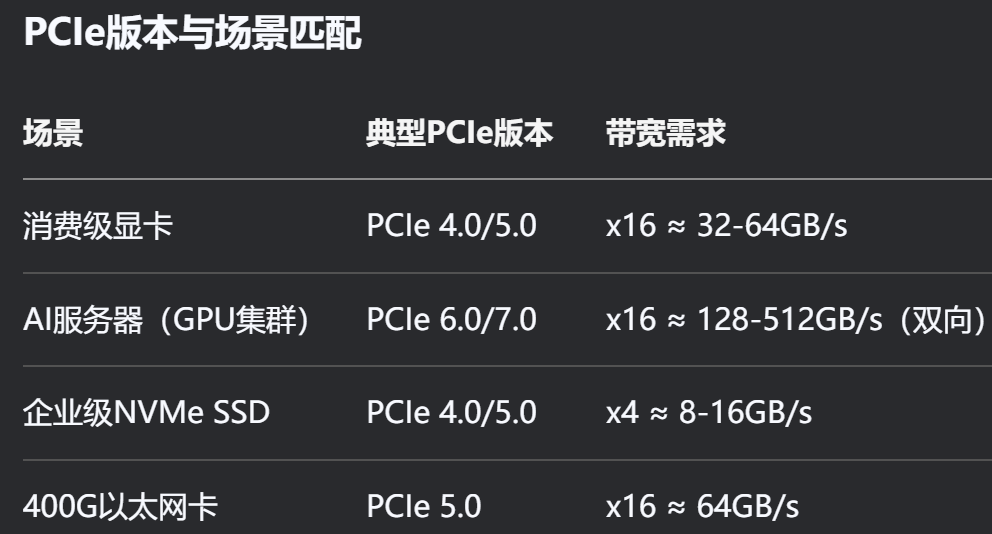 PCIe版本与场景匹配
场景 典型PCIe版本 带宽需求
消费级显卡 PCIe 4.0/5.0 x16 ≈ 32-64GB/s
AI服务器（GPU集群） PCIe 6.0/7.0 x16 ≈ 128-512GB/s（双向）
企业级NVMe SSD PCIe 4.0/5.0 x4 ≈ 8-16GB/s
400G以太网卡 PCIe 5.0 x16 ≈ 64GB/s